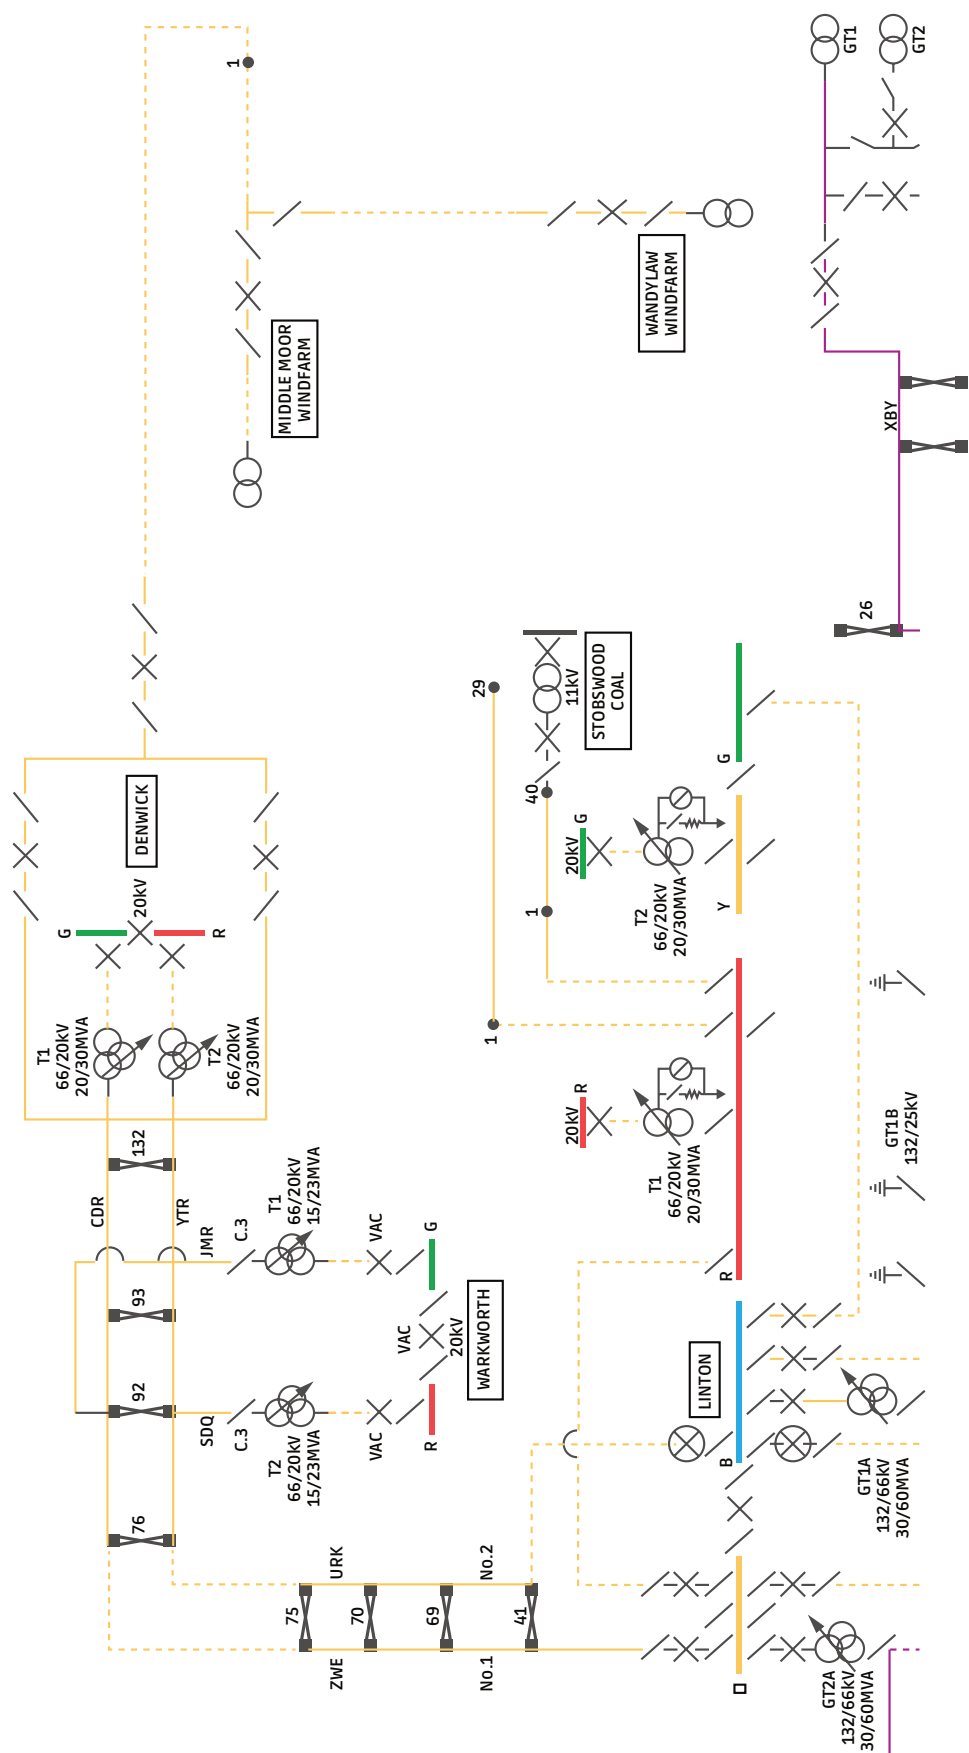 1
GT1
GT2
MIDDLE MOOR
WINDFARM
WANDYLAW
WINDFARM
XBY
26
DENWICK
G
20kV
R
T1
66/20kV
20/30MVA
T2
66/20kV
20/30MVA
29
11kV
STOBSWOOD
COAL
40
1
1
G
20kV
G
T2
66/20kV
20/30MVA
Y
132
CDR
YTR
JMR
C.3
T1
66/20kV
15/23MVA
VAC
G
93
92
76
SDQ
C.3
T2
66/20kV
15/23MVA
VAC
R
VAC
20kV
WARKWORTH
20kV
R
T1
66/20kV
20/30MVA
R
GT1B
132/25kV
LINTON
B
GT1A
132/66kV
30/60MVA
URK
No.2
75
70
69
41
ZWE
No.1
GT2A
132/66kV
30/60MVA